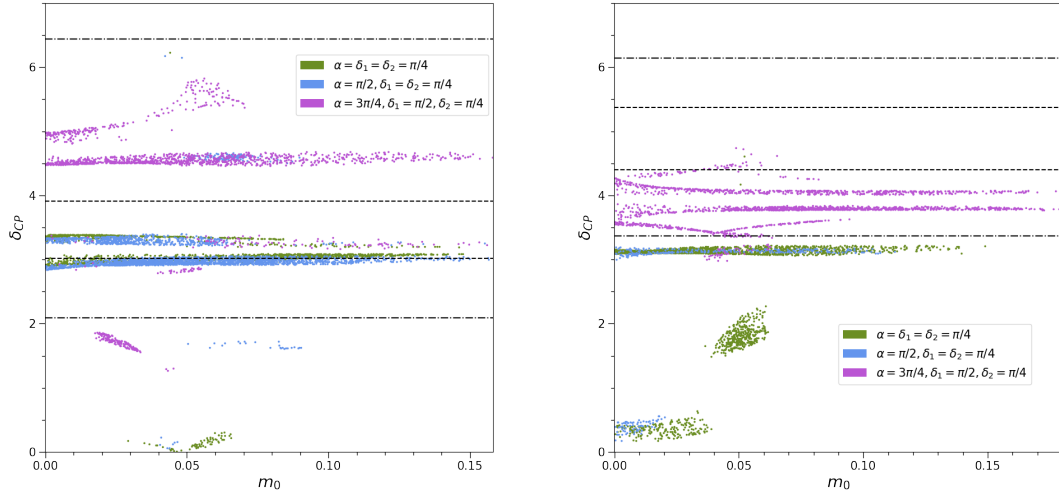 6
4
2
0
δ_CP
0.00 0.05 0.10 0.15
m₀
α = δ₁ = δ₂ = π/4
α = π/2, δ₁ = δ₂ = π/4
α = 3π/4, δ₁ = π/2, δ₂ = π/4
6
4
2
0
δ_CP
0.00 0.05 0.10 0.15
m₀
α = δ₁ = δ₂ = π/4
α = π/2, δ₁ = δ₂ = π/4
α = 3π/4, δ₁ = π/2, δ₂ = π/4